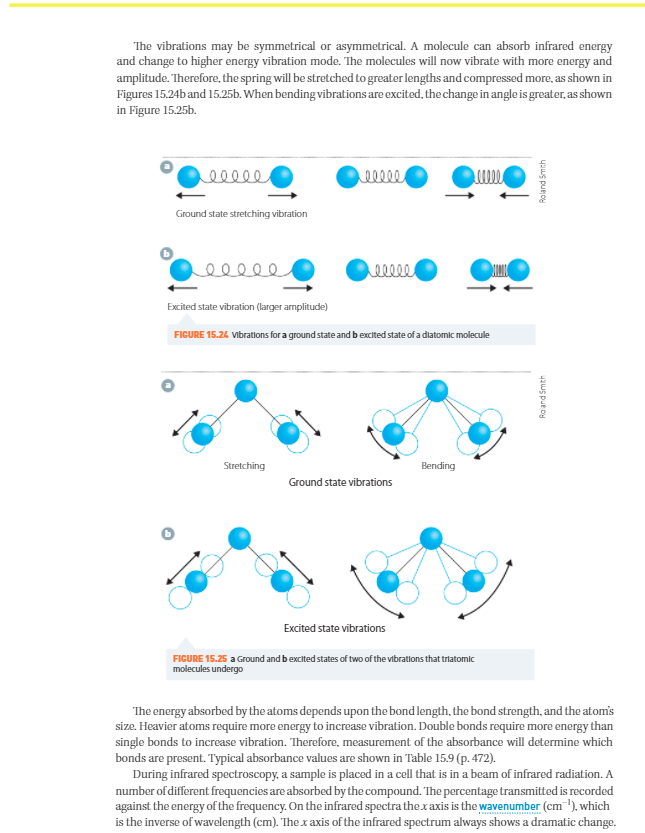 The vibrations may be symmetrical or asymmetrical. A molecule can absorb infrared energy
and change to higher energy vibration mode. The molecules will now vibrate with more energy and
amplitude. Therefore, the spring will be stretched to greater lengths and compressed more, as shown in
Figures 15.24b and 15.25b. When bending vibrations are excited, the change in angle is greater, as shown
in Figure 15.25b.
a
Roland Smith
Ground state stretching vibration
b
Excited state vibration (larger amplitude)
FIGURE 15.24 Vibrations for a ground state and b excited state of a diatomic molecule
a
Roland Smith
Stretching
Bending
Ground state vibrations
b
Excited state vibrations
FIGURE 15.25 a Ground and b excited states of two of the vibrations that triatomic
molecules undergo
The energy absorbed by the atoms depends upon the bond length, the bond strength, and the atom's
size. Heavier atoms require more energy to increase vibration. Double bonds require more energy than
single bonds to increase vibration. Therefore, measurement of the absorbance will determine which
bonds are present. Typical absorbance values are shown in Table 15.9 (p. 472).
During infrared spectroscopy, a sample is placed in a cell that is in a beam of infrared radiation. A
number of different frequencies are absorbed by the compound. The percentage transmitted is recorded
against the energy of the frequency. On the infrared spectra the x axis is the wavenumber (cm⁻¹), which
is the inverse of wavelength (cm). The x axis of the infrared spectrum always shows a dramatic change.